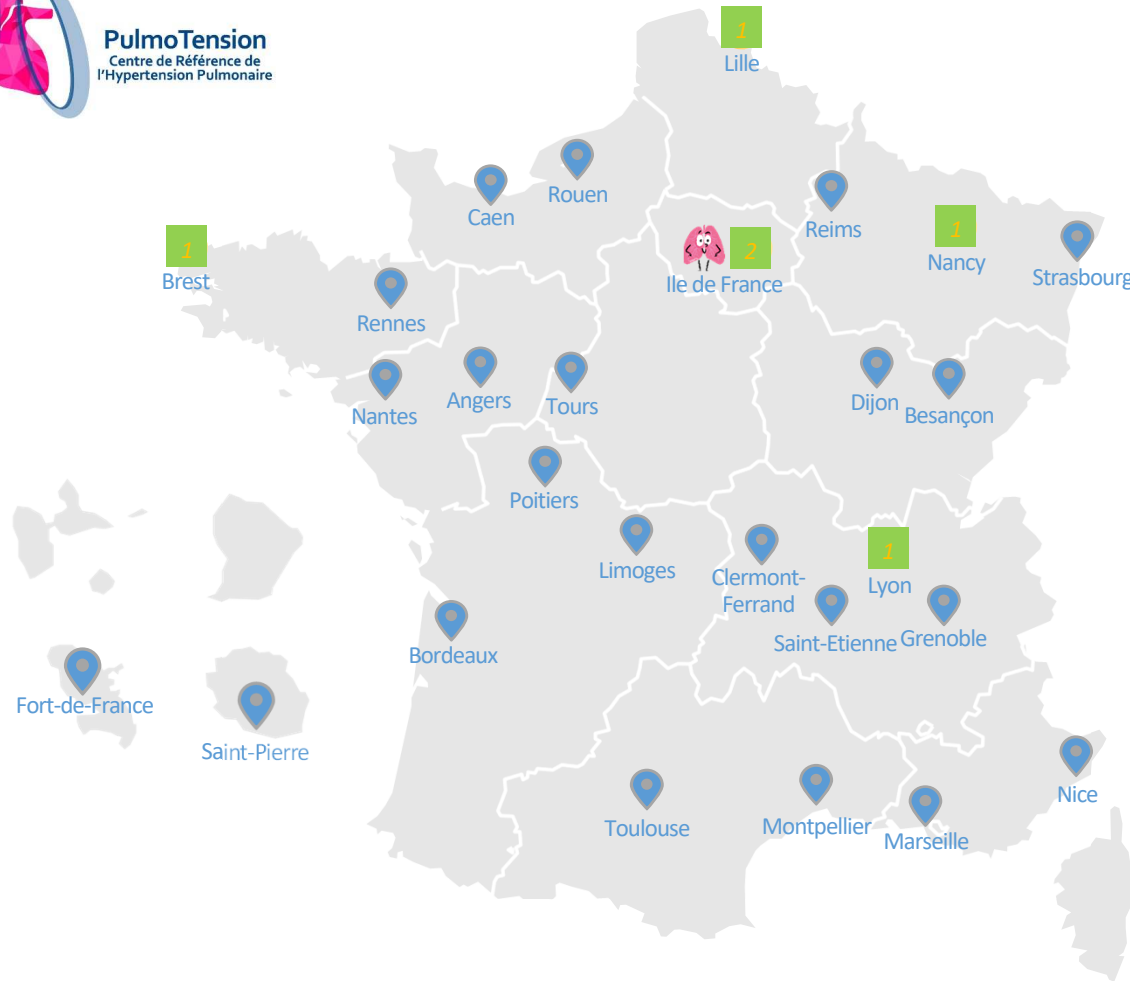 PulmoTension
Centre de Référence de
l'Hypertension Pulmonaire
1
Lille
Rouen
Caen
Reims
1
Nancy
Strasbourg
1
Brest
2
Ile de France
Rennes
Nantes
Angers
Tours
Dijon
Besançon
Poitiers
Limoges
Clermont-
Ferrand
1
Lyon
Saint-Etienne
Grenoble
Bordeaux
Fort-de-France
Saint-Pierre
Nice
Toulouse
Montpellier
Marseille